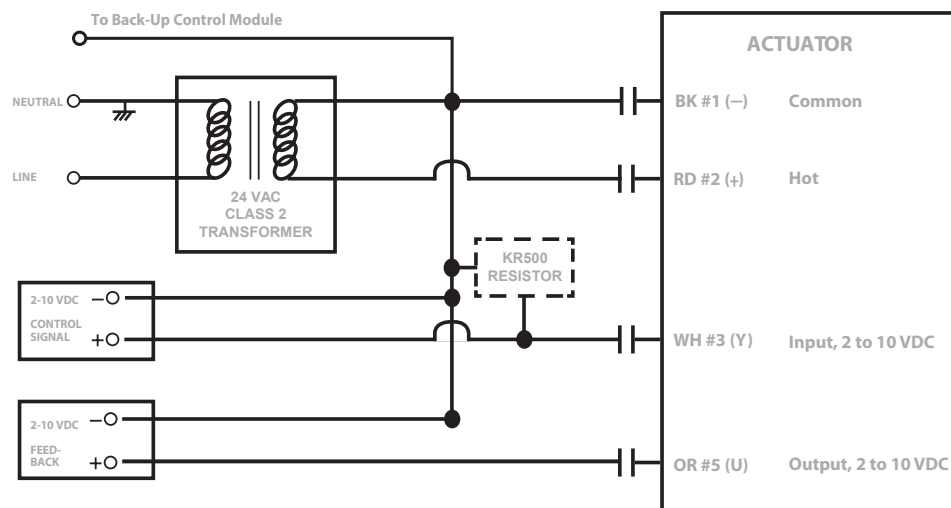 To Back-Up Control Module
ACTUATOR
NEUTRAL
BK #1 (—) Common
LINE
RD #2 (+) Hot
24 VAC
CLASS 2
TRANSFORMER
KR500
RESISTOR
2-10 VDC —
CONTROL
SIGNAL +
WH #3 (Y) Input, 2 to 10 VDC
2-10 VDC —
FEED-
BACK +
OR #5 (U) Output, 2 to 10 VDC